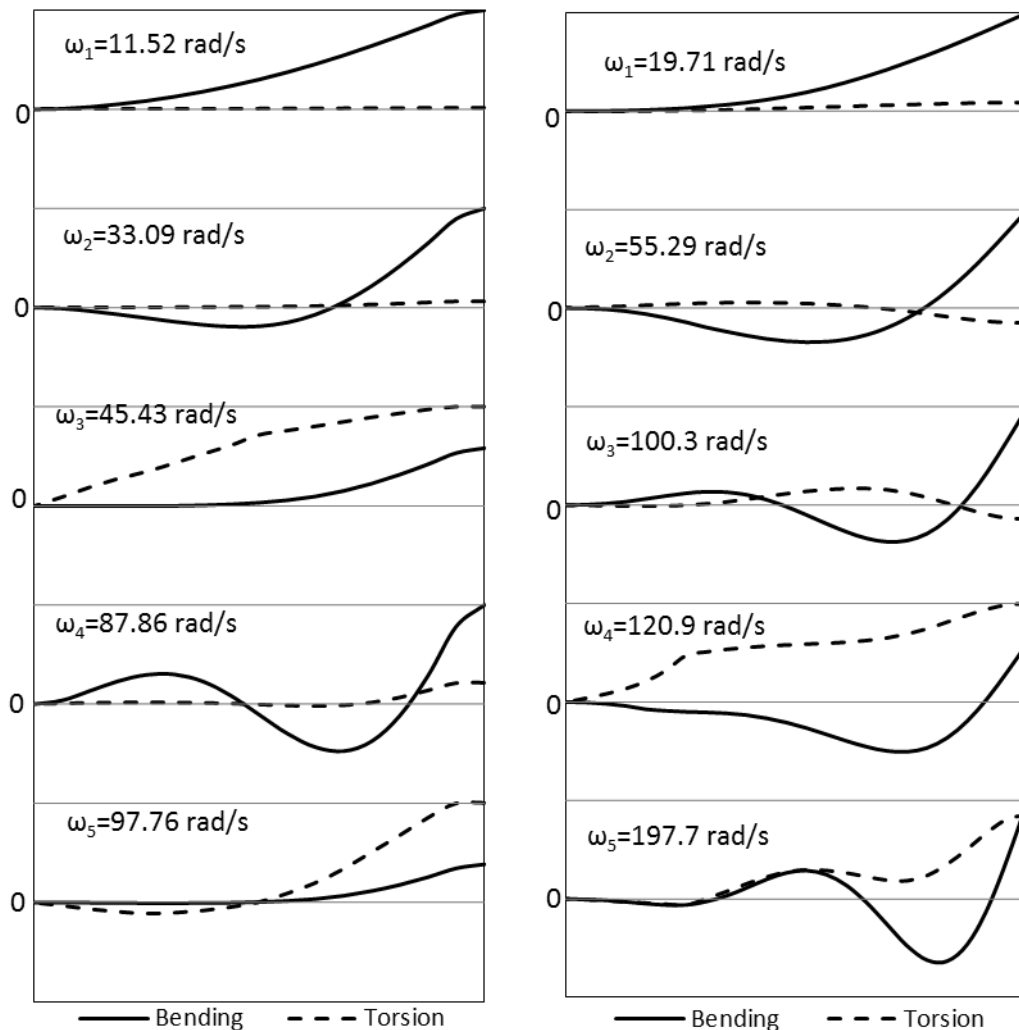 ω₁=11.52 rad/s
0
ω₂=33.09 rad/s
0
ω₃=45.43 rad/s
0
ω₄=87.86 rad/s
0
ω₅=97.76 rad/s
0
Bending Torsion
ω₁=19.71 rad/s
0
ω₂=55.29 rad/s
0
ω₃=100.3 rad/s
0
ω₄=120.9 rad/s
0
ω₅=197.7 rad/s
0
Bending Torsion